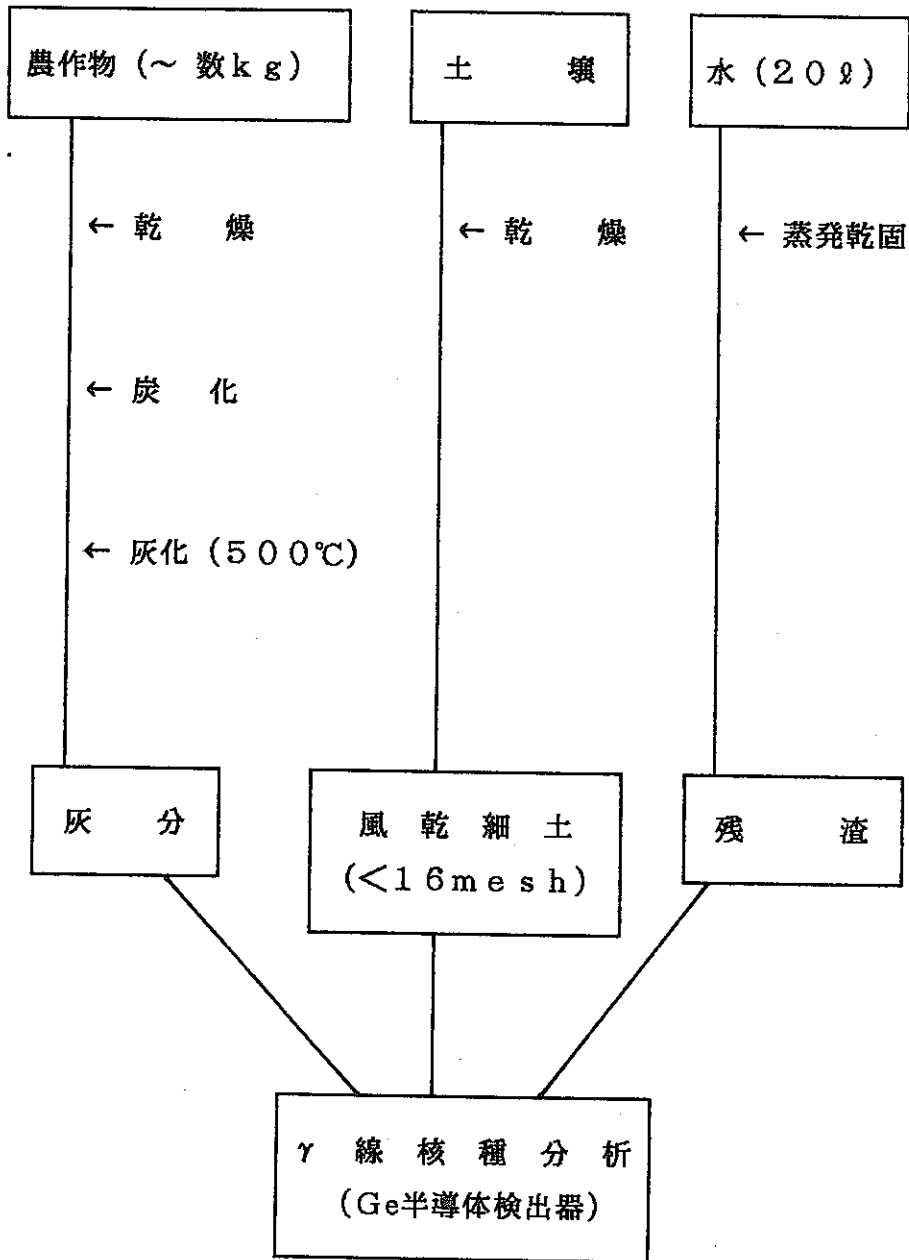 農作物(～ 数kg)
土 壌
水(20ℓ)
← 乾 燥
← 乾 燥
← 蒸発乾固
← 炭 化
← 灰化(500℃)
灰 分
風乾細土
(<16mesh)
残 渣
γ線核種分析
(Ge半導体検出器)